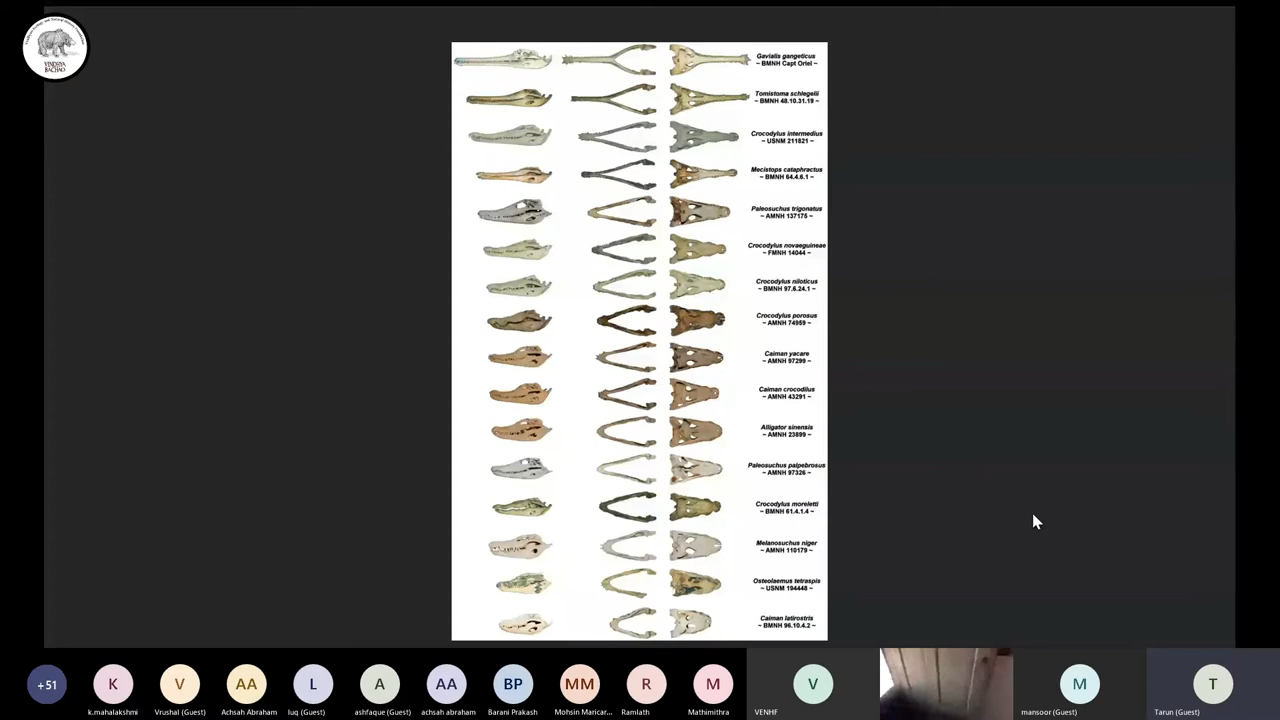 VINDHYA
BACHAO
Gavialis gangeticus
~ BMNH Capt Oriel ~
Tomistoma schlegelii
~ BMNH 48.10.31.19 ~
Crocodylus intermedius
~ USNM 211821 ~
Mecistops cataphractus
~ BMNH 64.4.6.1 ~
Paleosuchus trigonatus
~ AMNH 137175 ~
Crocodylus novaeguineae
~ FMNH 14044 ~
Crocodylus niloticus
~ BMNH 97.6.24.1 ~
Crocodylus porosus
~ AMNH 74959 ~
Caiman yacare
~ AMNH 97299 ~
Caiman crocodilus
~ AMNH 43291 ~
Alligator sinensis
~ AMNH 23899 ~
Paleosuchus palpebrosus
~ AMNH 97326 ~
Crocodylus moreletii
~ BMNH 61.4.1.4 ~
Melanosuchus niger
~ AMNH 110179 ~
Osteolaemus tetraspis
~ USNM 194448 ~
Caiman latirostris
~ BMNH 96.10.4.2 ~
+51
K
V
AA
L
A
AA
BP
MM
R
M
V
M
T
k.mahalakshmi
Vrushal (Guest)
Achsah Abraham
luq (Guest)
ashfaque (Guest)
achsah abraham
Barani Prakash
Mohsin Maricar...
Ramlath
Mathimithra
VENHF
mansoor (Guest)
Tarun (Guest)